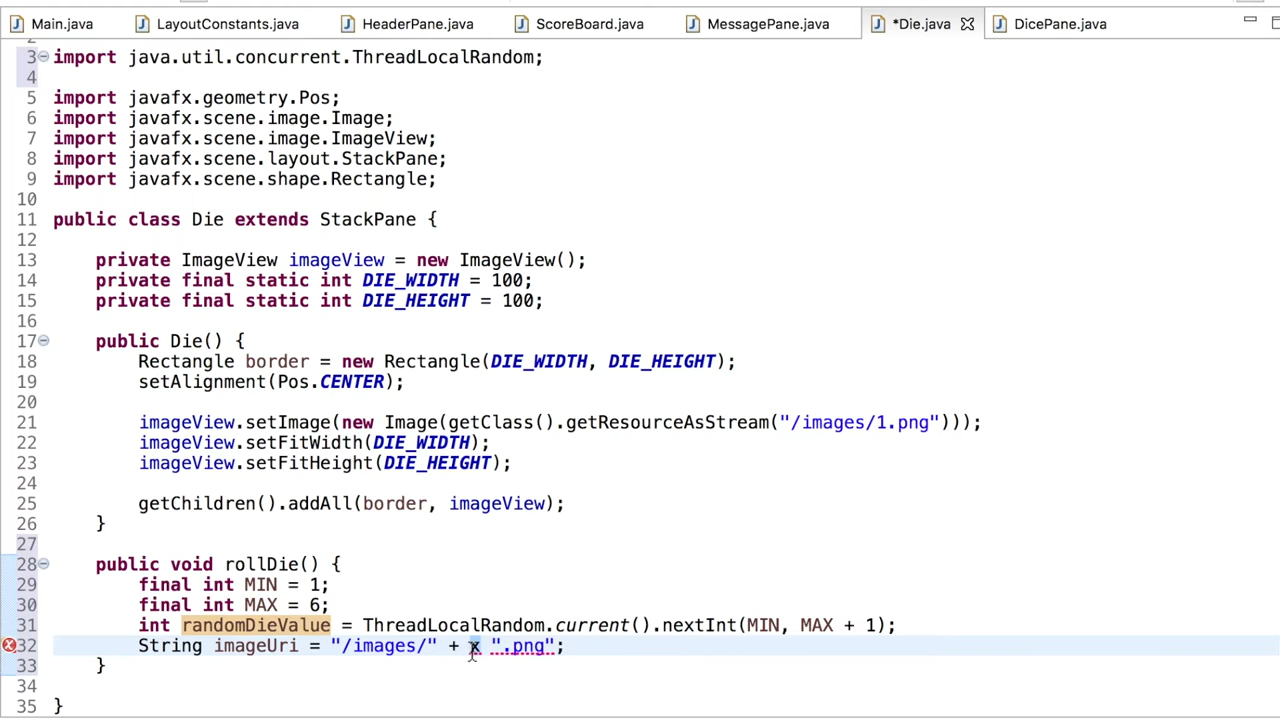 Main.java LayoutConstants.java HeaderPane.java ScoreBoard.java MessagePane.java *Die.java DicePane.java
3 import java.util.concurrent.ThreadLocalRandom;
4
5 import javafx.geometry.Pos;
6 import javafx.scene.image.Image;
7 import javafx.scene.image.ImageView;
8 import javafx.scene.layout.StackPane;
9 import javafx.scene.shape.Rectangle;
10
11 public class Die extends StackPane {
12
13 private ImageView imageView = new ImageView();
14 private final static int DIE_WIDTH = 100;
15 private final static int DIE_HEIGHT = 100;
16
17 public Die() {
18 Rectangle border = new Rectangle(DIE_WIDTH, DIE_HEIGHT);
19 setAlignment(Pos.CENTER);
20
21 imageView.setImage(new Image(getClass().getResourceAsStream("/images/1.png")));
22 imageView.setFitWidth(DIE_WIDTH);
23 imageView.setFitHeight(DIE_HEIGHT);
24
25 getChildren().addAll(border, imageView);
26 }
27
28 public void rollDie() {
29 final int MIN = 1;
30 final int MAX = 6;
31 int randomDieValue = ThreadLocalRandom.current().nextInt(MIN, MAX + 1);
32 String imageUri = "/images/" + x ".png";
33 }
34
35 }